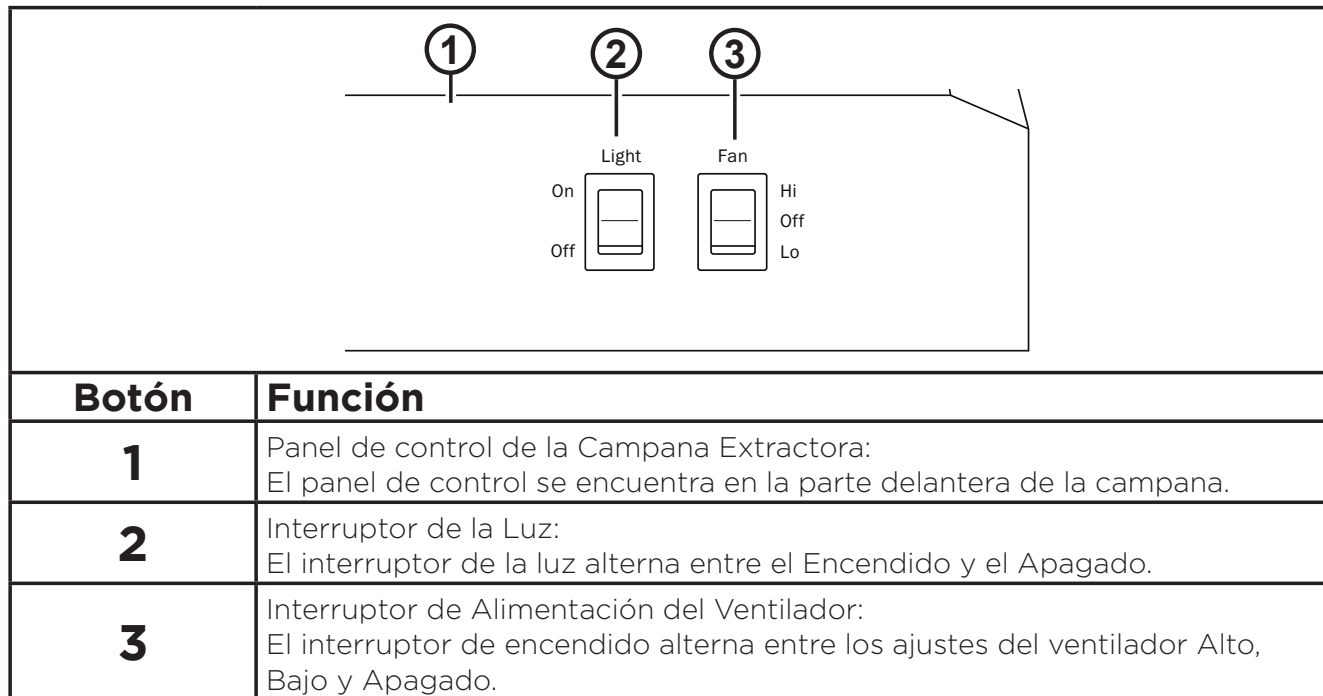 1 2 3
Light Fan
On Hi
Off
Off Lo
Botón Función
1 Panel de control de la Campana Extractora:
El panel de control se encuentra en la parte delantera de la campana.
2 Interruptor de la Luz:
El interruptor de la luz alterna entre el Encendido y el Apagado.
3 Interruptor de Alimentación del Ventilador:
El interruptor de encendido alterna entre los ajustes del ventilador Alto,
Bajo y Apagado.